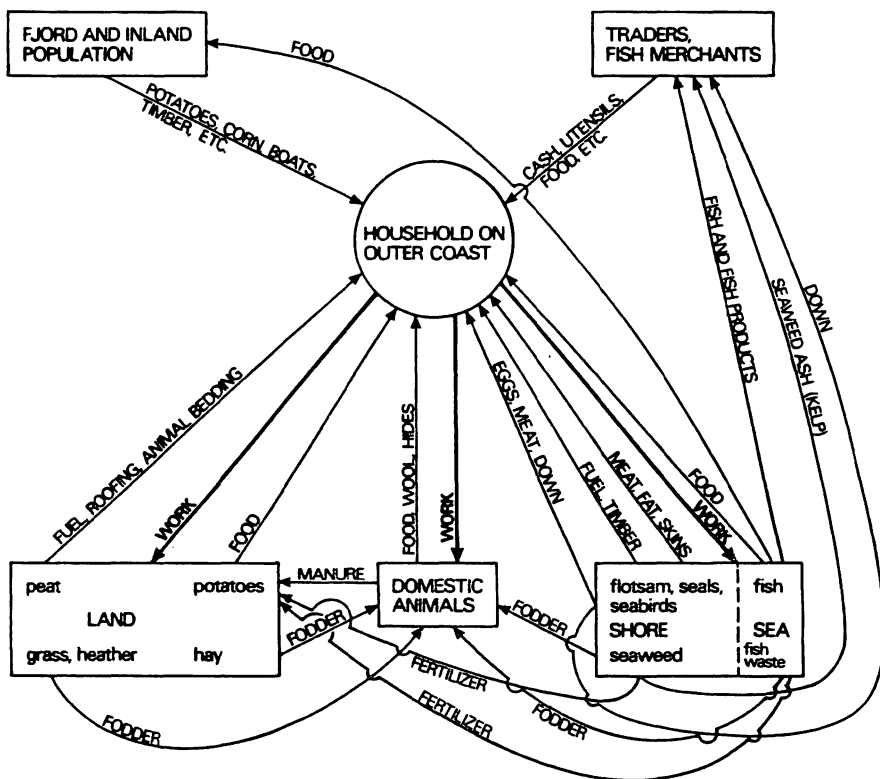 FJORD AND INLAND
POPULATION
FOOD
TRADERS,
FISH MERCHANTS
POTATOES, CORN, BOATS,
TIMBER, ETC.
CASH, UTENSILS,
FOOD, ETC.
HOUSEHOLD ON
OUTER COAST
FISH AND FISH PRODUCTS
SEAWEED ASH (KELP)
DOWN
FUEL, ROOFING, ANIMAL BEDDING
WORK
FOOD
FOOD, WOOL, HIDES
WORK
EGGS, MEAT, DOWN
FUEL, TIMBER
MEAT, FAT, SKINS
WORK
FOOD
peat
potatoes
LAND
grass, heather
hay
MANURE
FODDER
DOMESTIC
ANIMALS
FODDER
flotsam, seals,
seabirds
SHORE
seaweed
fish
SEA
fish
waste
FODDER
FERTILIZER
FERTILIZER
FODDER